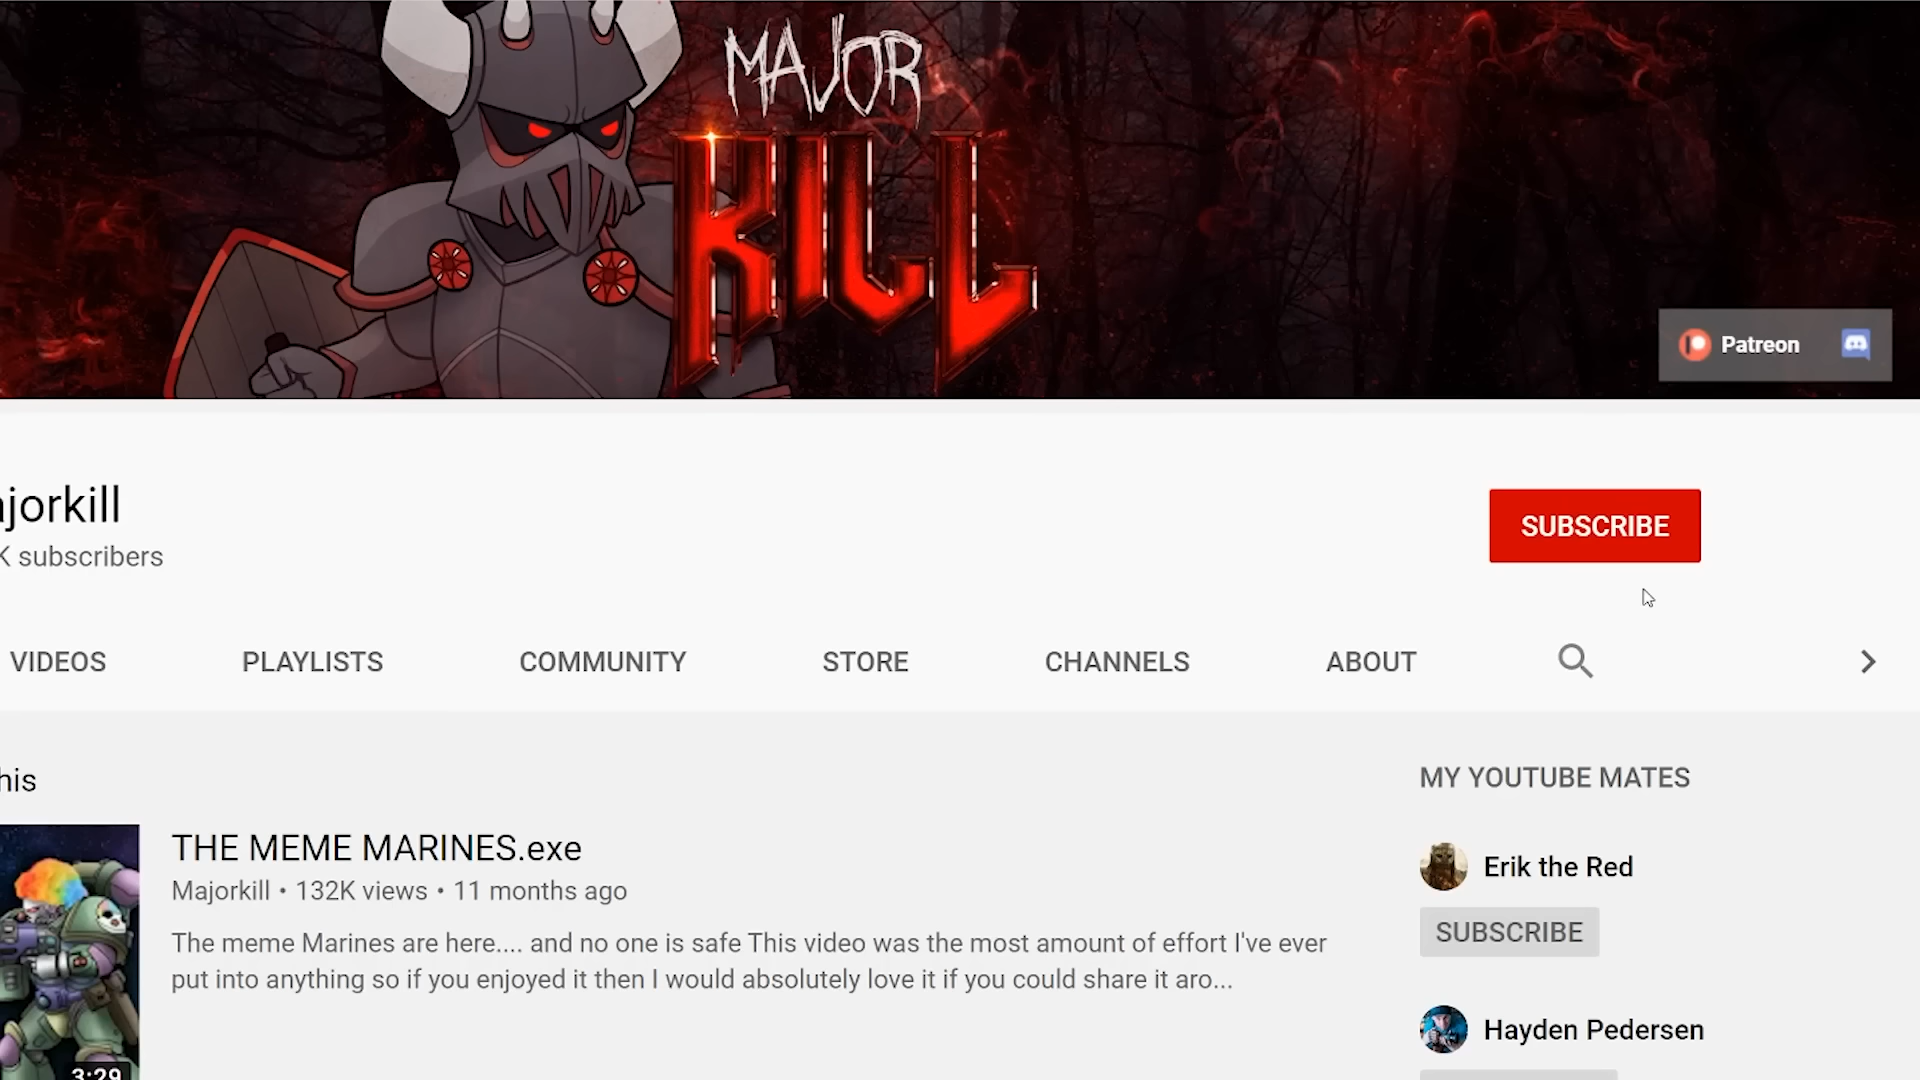 MAJOR
KILL
Patreon
ajorkill
K subscribers
SUBSCRIBE
VIDEOS PLAYLISTS COMMUNITY STORE CHANNELS ABOUT
his
MY YOUTUBE MATES
THE MEME MARINES.exe
Majorkill • 132K views • 11 months ago
The meme Marines are here.... and no one is safe This video was the most amount of effort I've ever
put into anything so if you enjoyed it then I would absolutely love it if you could share it aro...
3:29
Erik the Red
SUBSCRIBE
Hayden Pedersen